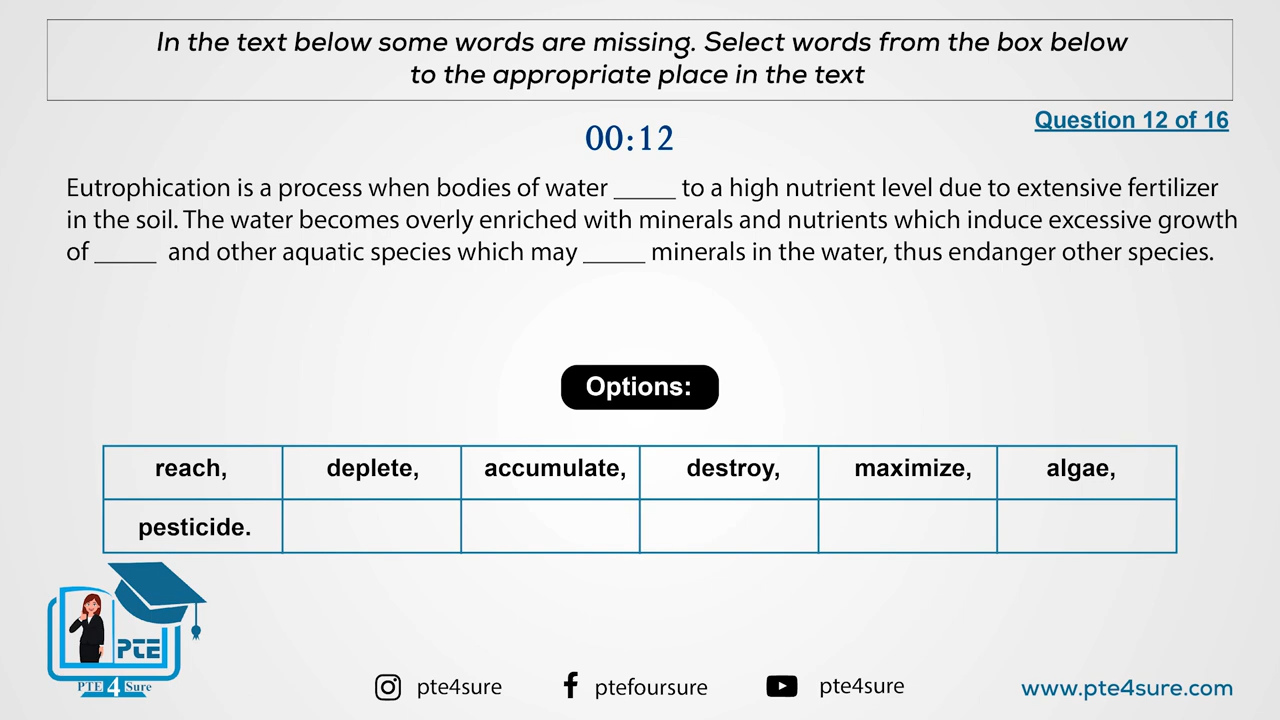 In the text below some words are missing. Select words from the box below
to the appropriate place in the text
Question 12 of 16
00:12
Eutrophication is a process when bodies of water _____ to a high nutrient level due to extensive fertilizer
in the soil. The water becomes overly enriched with minerals and nutrients which induce excessive growth
of _____ and other aquatic species which may _____ minerals in the water, thus endanger other species.
Options:
reach, deplete, accumulate, destroy, maximize, algae,
pesticide.
PTE
PTE 4 Sure
pte4sure ptefoursure pte4sure www.pte4sure.com